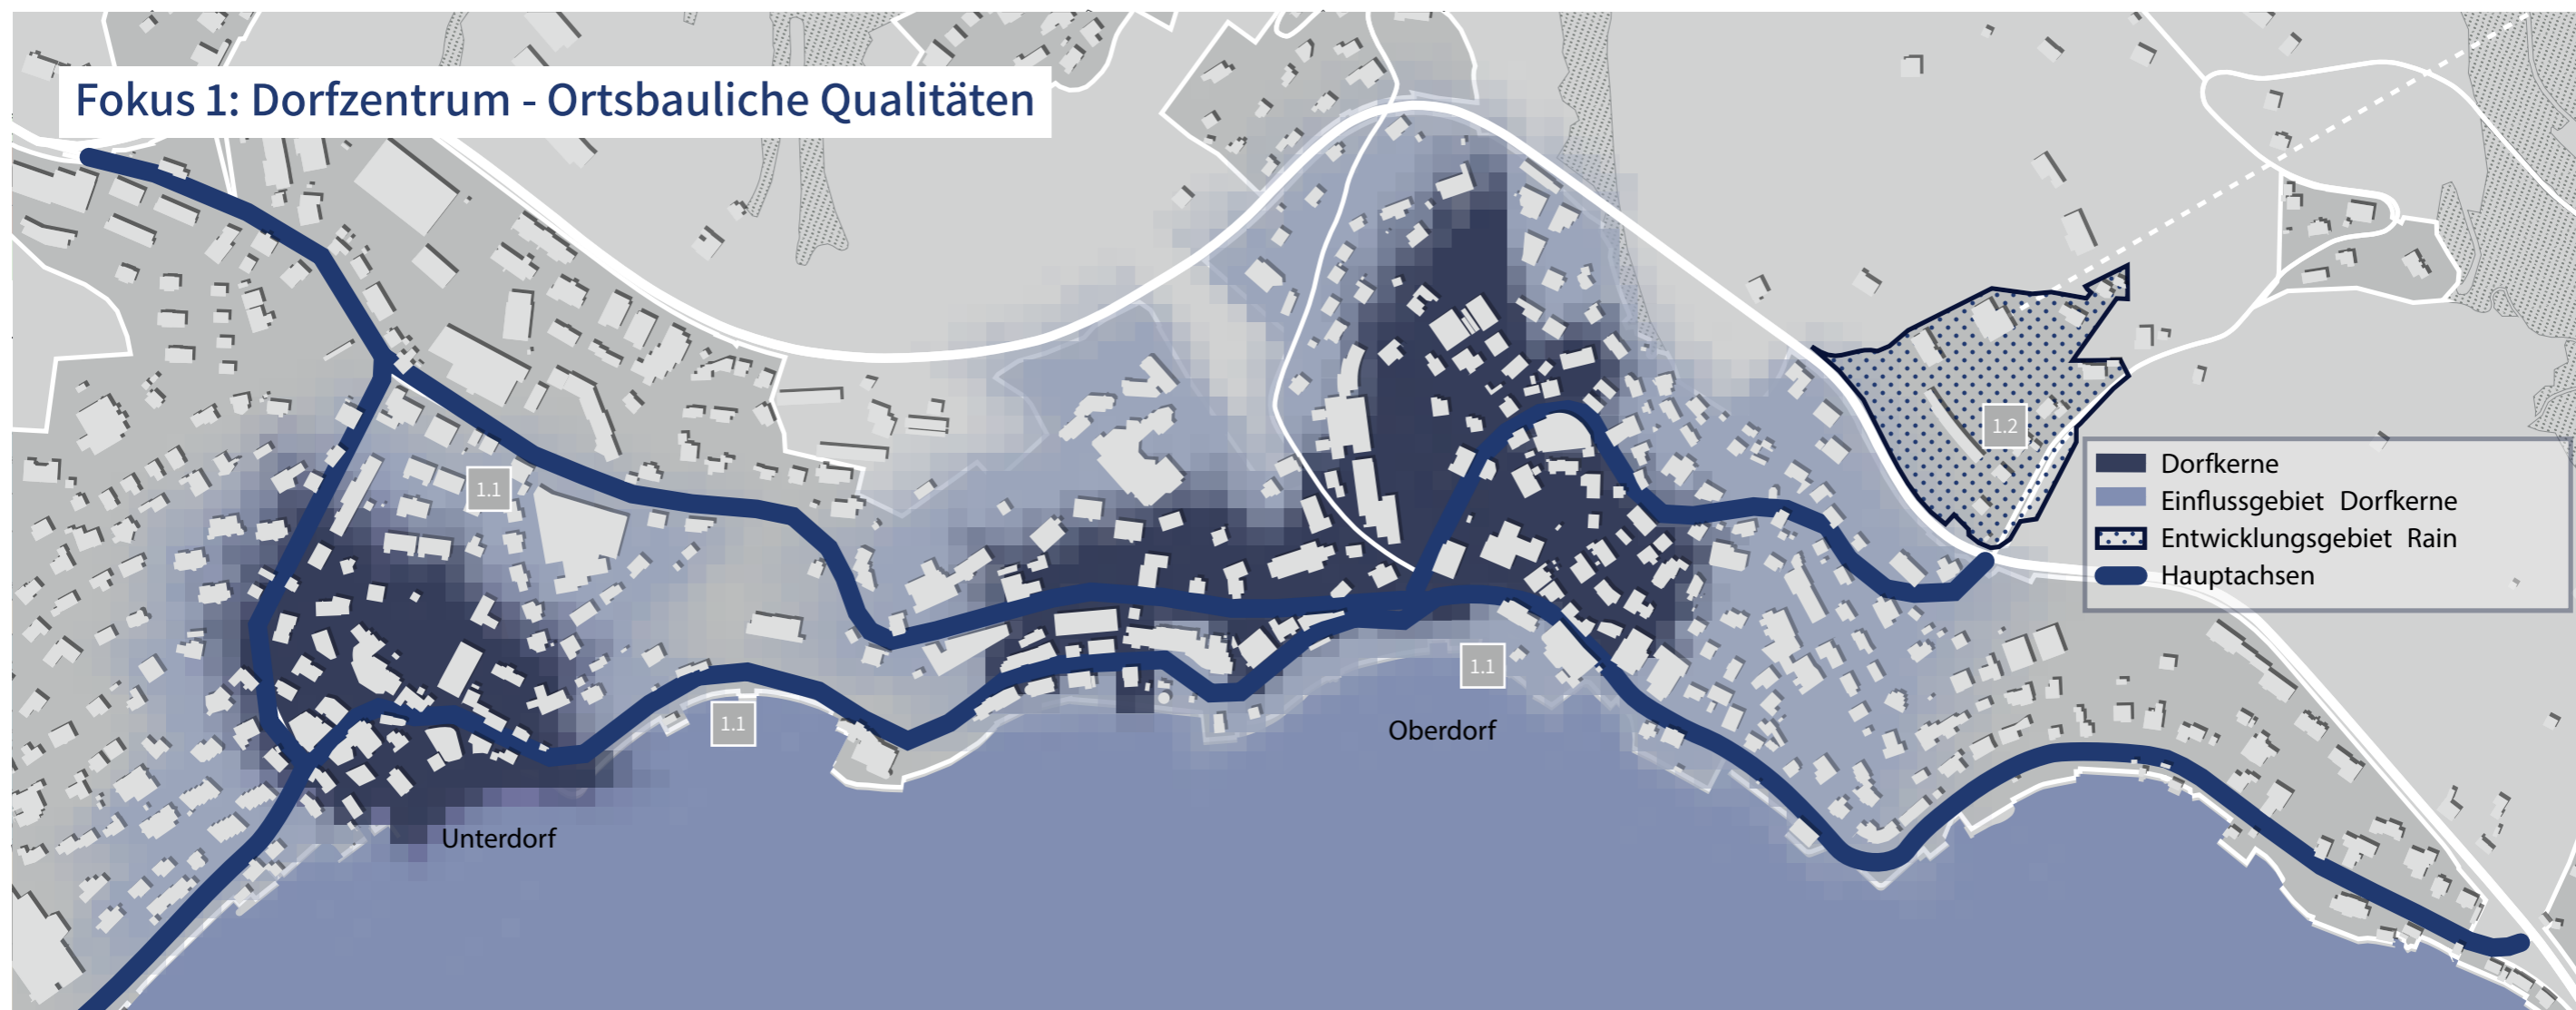 Fokus 1: Dorfzentrum - Ortsbauliche Qualitäten
1.2
Dorfkerne
Einflussgebiet Dorfkerne
Entwicklungsgebiet Rain
Hauptachsen
1.1
1.1
1.1
Oberdorf
Unterdorf